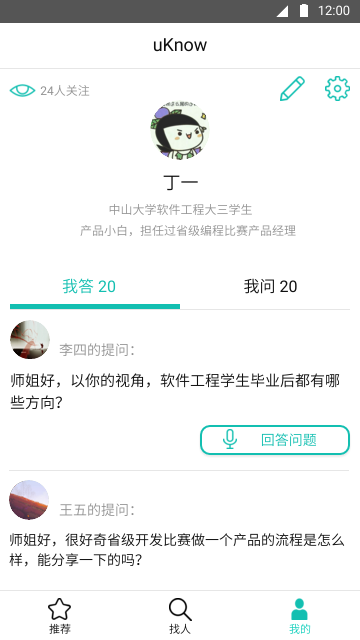 12:00
uKnow
24人关注
丁一
中山大学软件工程大三学生
产品小白，担任过省级编程比赛产品经理
我答 20
我问 20
李四的提问：
师姐好，以你的视角，软件工程学生毕业后都有哪
些方向？
回答问题
王五的提问：
师姐好，很好奇省级开发比赛做一个产品的流程是怎么
样，能分享一下的吗？
推荐
找人
我的